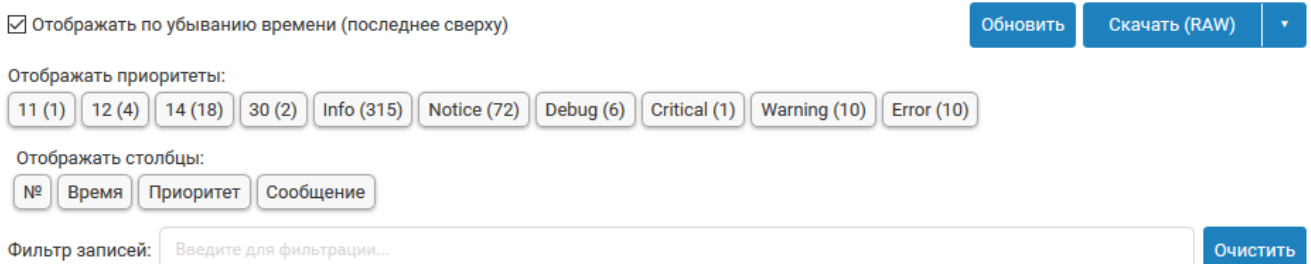 Отображать по убыванию времени (последнее сверху) Обновить Скачать (RAW)
Отображать приоритеты:
11 (1) 12 (4) 14 (18) 30 (2) Info (315) Notice (72) Debug (6) Critical (1) Warning (10) Error (10)
Отображать столбцы:
№ Время Приоритет Сообщение
Фильтр записей: Введите для фильтрации... Очистить